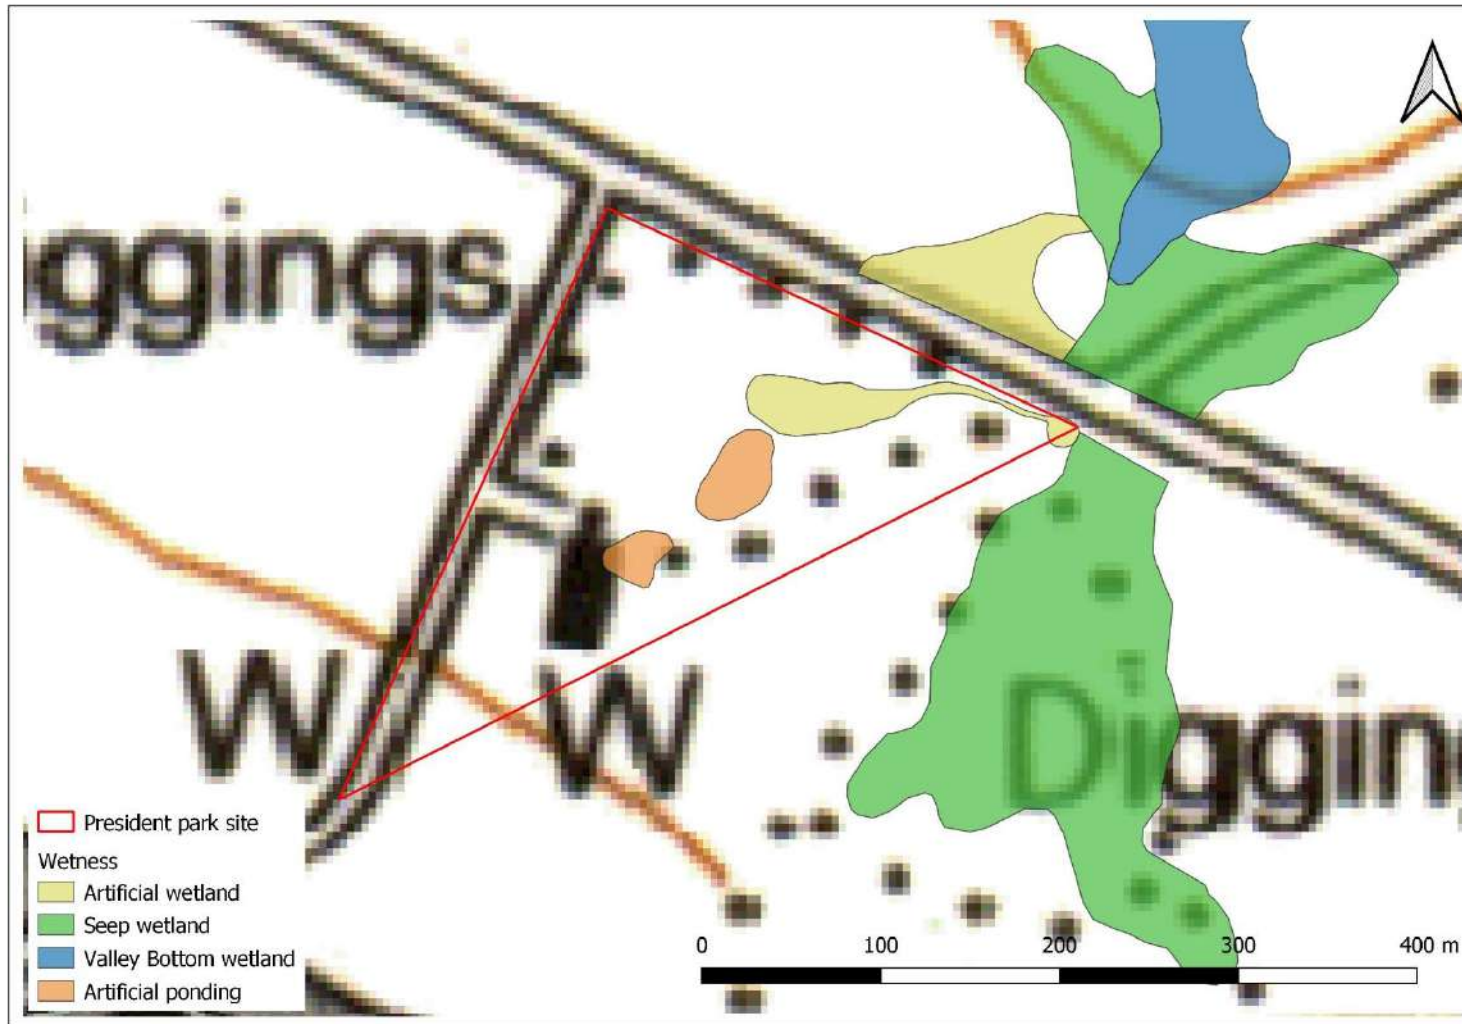 ggings
W W
Digging
President park site
Wetness
Artificial wetland
Seep wetland
Valley Bottom wetland
Artificial ponding
0 100 200 300 400 m